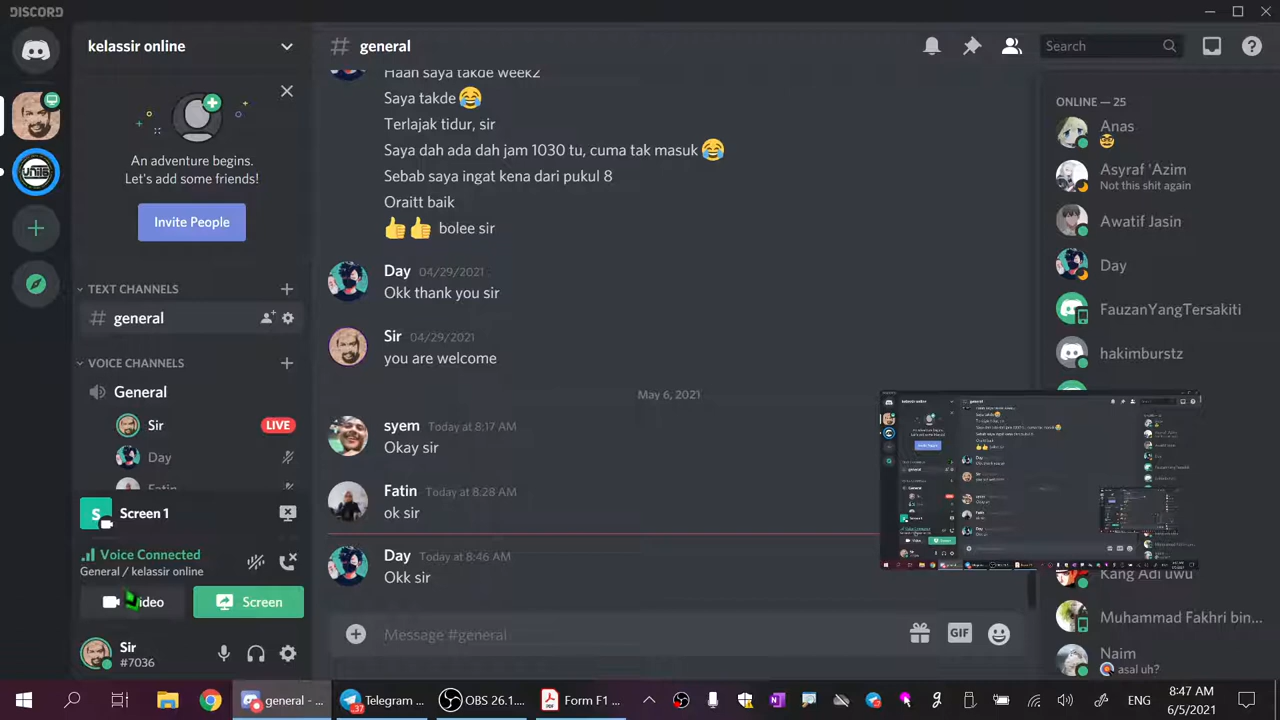 DISCORD
kelassir online
An adventure begins.
Let's add some friends!
Invite People
TEXT CHANNELS
general
VOICE CHANNELS
General
Sir
LIVE
Day
Fatin
Screen 1
Voice Connected
General / kelassir online
Video
Screen
Sir
#7036
# general
Search
Haah saya takde week2
Saya takde 😂
Terlajak tidur, sir
Saya dah ada dah jam 1030 tu, cuma tak masuk 😂
Sebab saya ingat kena dari pukul 8
Oraitt baik
👍👍 bolee sir
Day 04/29/2021
Okk thank you sir
Sir 04/29/2021
you are welcome
May 6, 2021
syem Today at 8:17 AM
Okay sir
Fatin Today at 8:28 AM
ok sir
Day Today at 8:46 AM
Okk sir
Message #general
GIF
ONLINE — 25
Anas
🤓
Asyraf 'Azim
Not this shit again
Awatif Jasin
Day
FauzanYangTersakiti
hakimburstz
Kang Adi uwu
Muhammad Fakhri bin...
Naim
asal uh?
general - ...
37
Telegram ...
OBS 26.1....
Form F1 ...
ENG
8:47 AM
6/5/2021